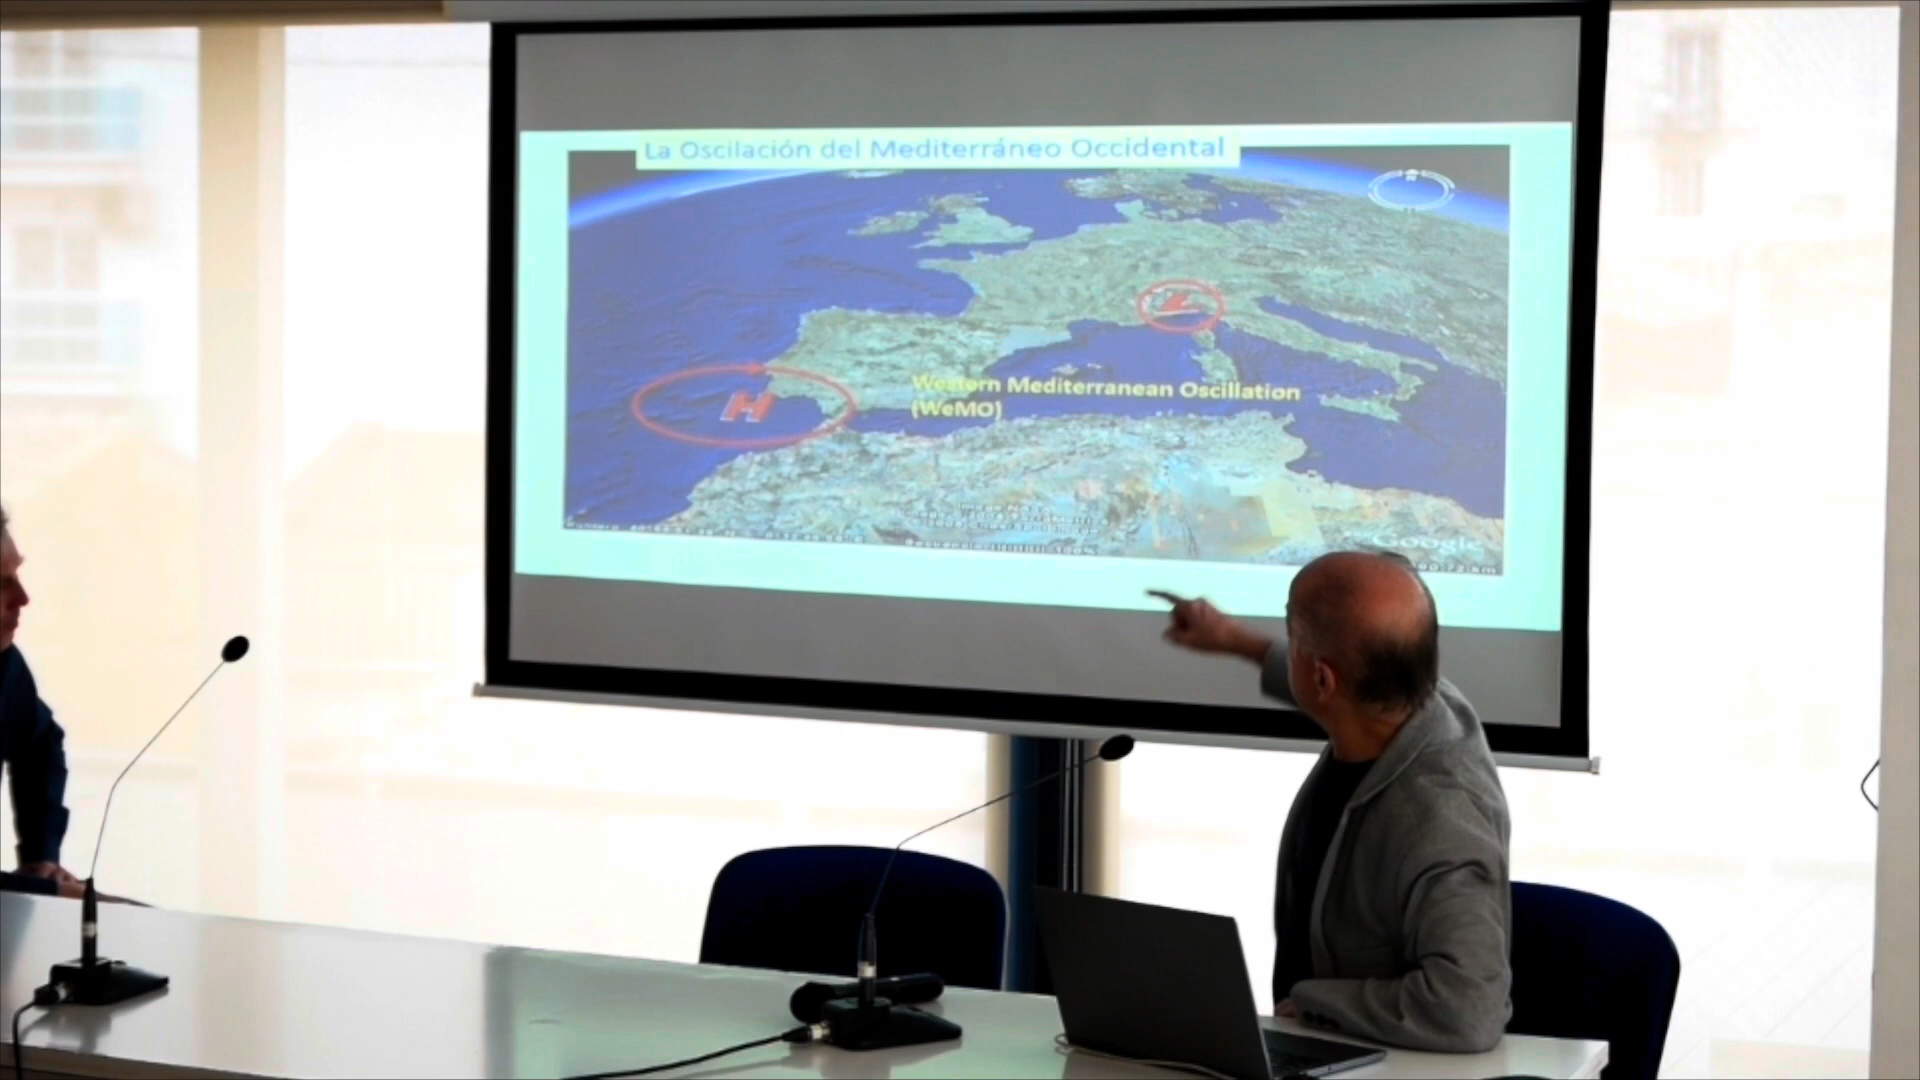 La Oscilación del Mediterráneo Occidental
H
L
Western Mediterranean Oscillation
(WeMO)
Google